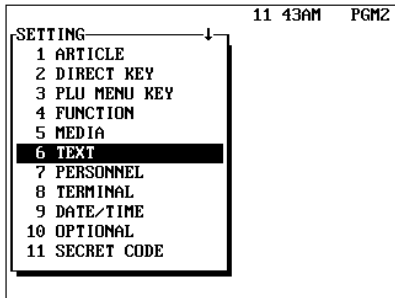 11 43AM PGM2
SETTING ↓
1 ARTICLE
2 DIRECT KEY
3 PLU MENU KEY
4 FUNCTION
5 MEDIA
6 TEXT
7 PERSONNEL
8 TERMINAL
9 DATE/TIME
10 OPTIONAL
11 SECRET CODE